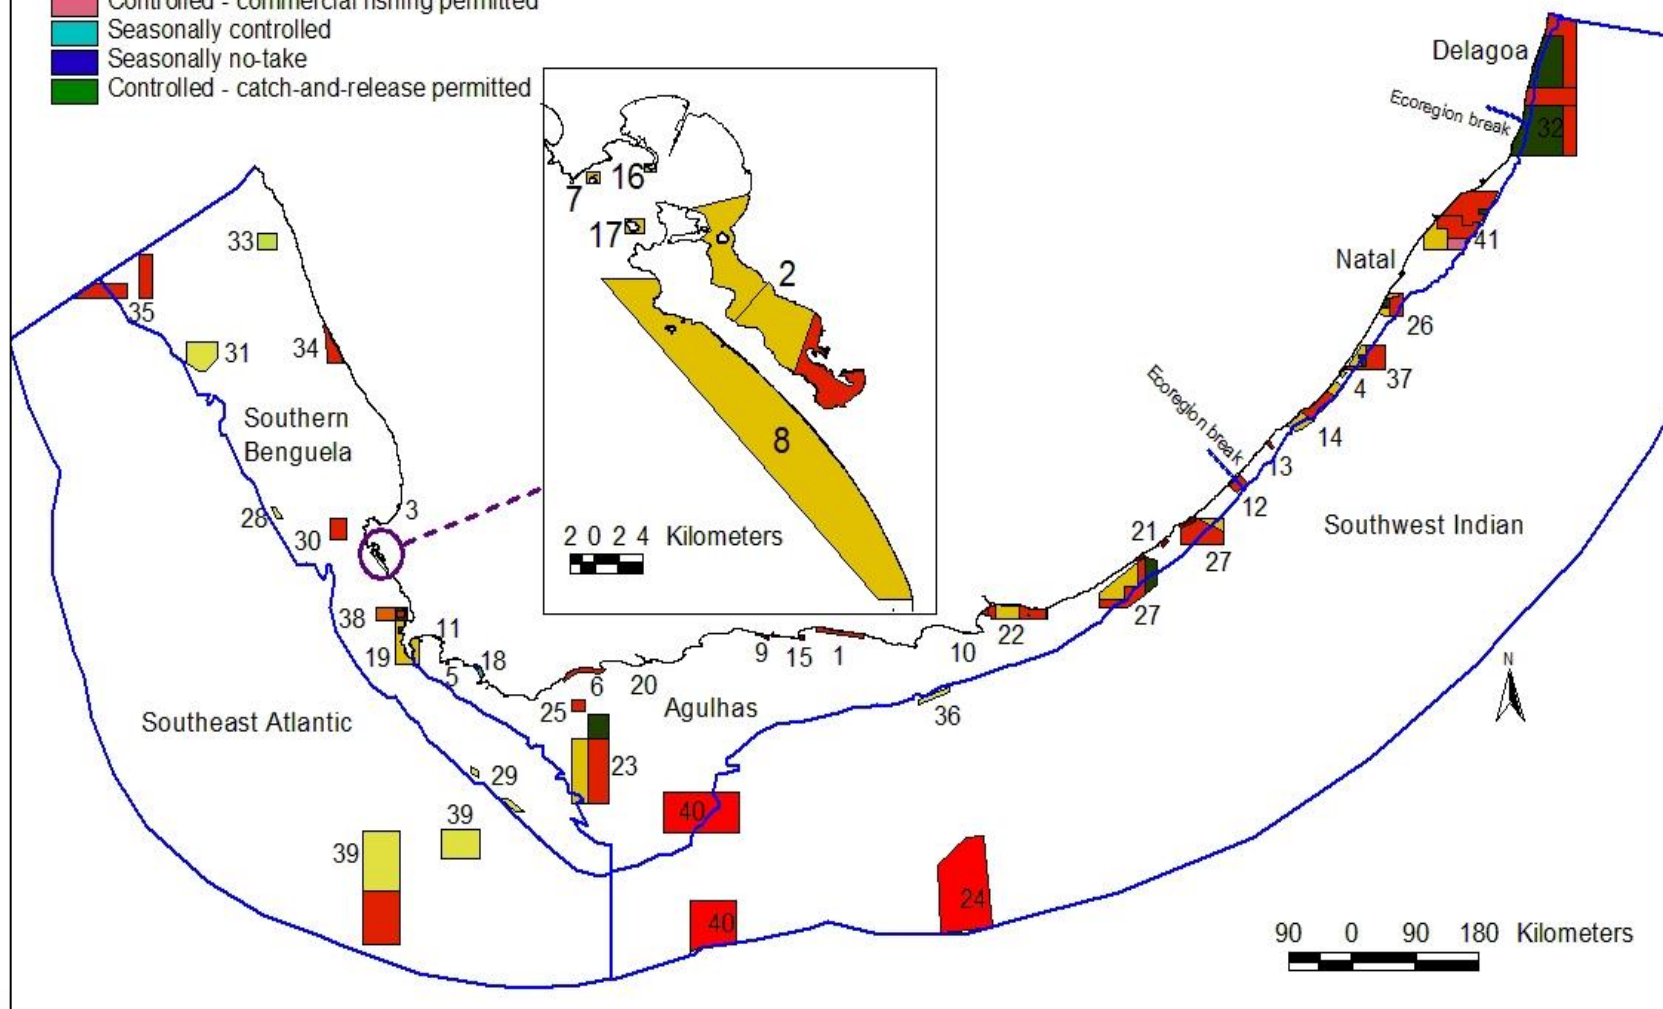 Controlled - commercial fishing permitted
Seasonally controlled
Seasonally no-take
Controlled - catch-and-release permitted
Delagoa
Ecoregion break
32
16
7
17
2
8
2 0 2 4 Kilometers
33
35
31
34
Southern
Benguela
28
30
3
41
Natal
26
37
4
14
Ecoregion break
13
12
21
27
Southwest Indian
27
38
11
19
5
18
6
20
9
15
1
10
22
25
Agulhas
36
Southeast Atlantic
23
29
39
39
40
40
24
N
90 0 90 180 Kilometers